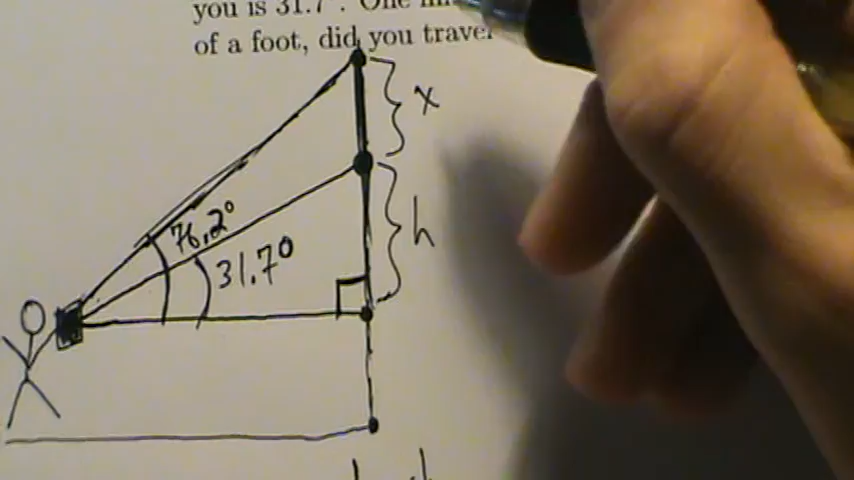 you is 31.7°. One
of a foot, did you travel
x
76.2°
31.7°
h